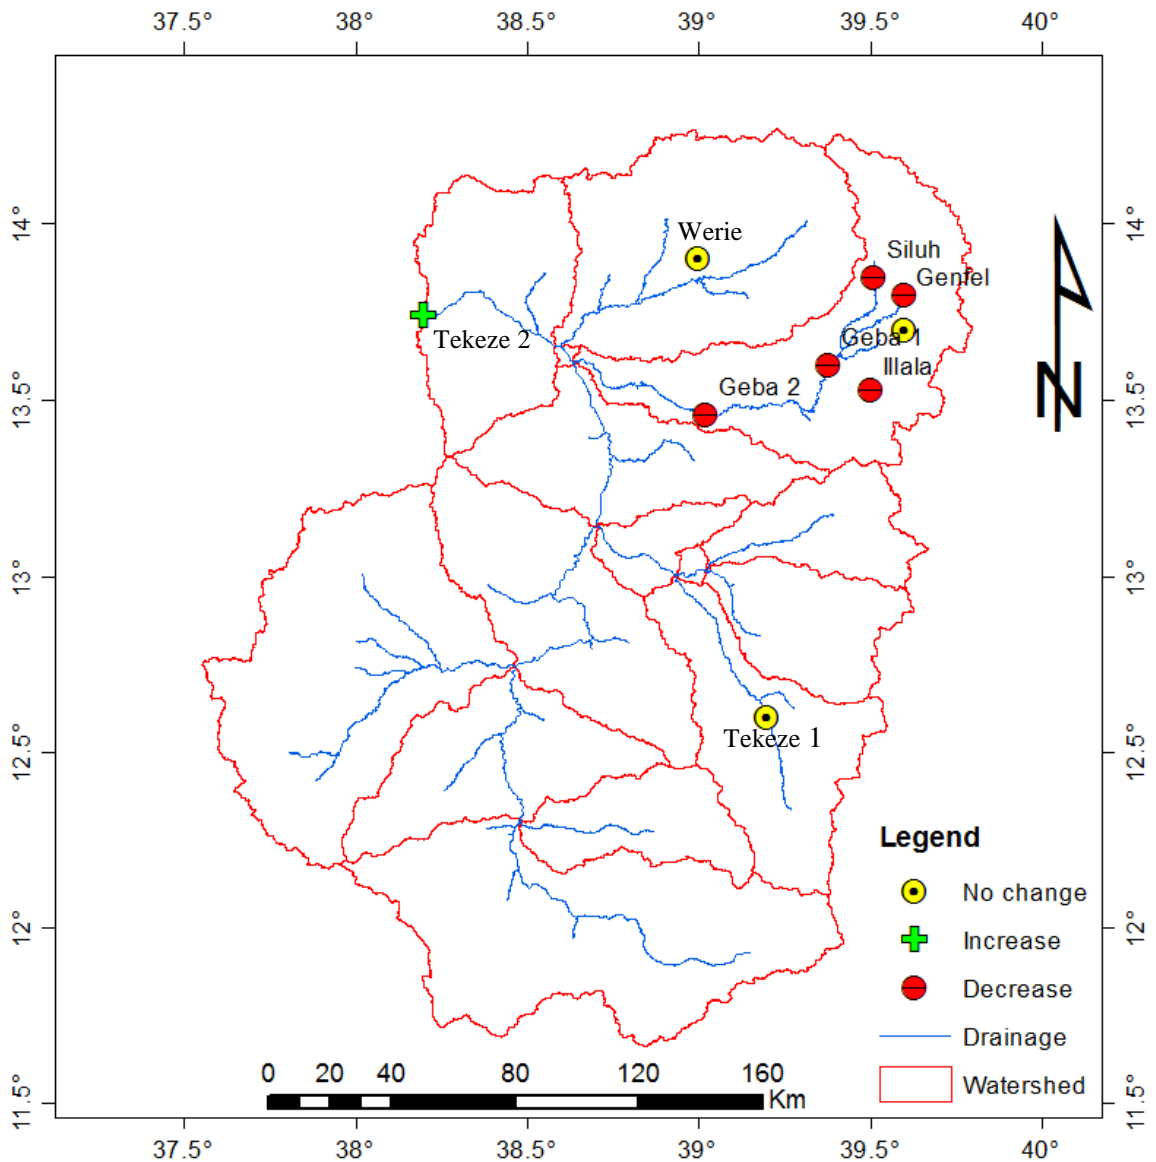 37.5° 38° 38.5° 39° 39.5° 40°
14° 14°
Werie
Siluh
Genfel
Tekeze 2
Geba 1
Illala
Geba 2
13.5° 13.5°
N
13° 13°
Tekeze 1
12.5° 12.5°
Legend
No change
12° 12°
Increase
Decrease
Drainage
0 20 40 80 120 160
Km
Watershed
11.5° 11.5°
37.5° 38° 38.5° 39° 39.5° 40°